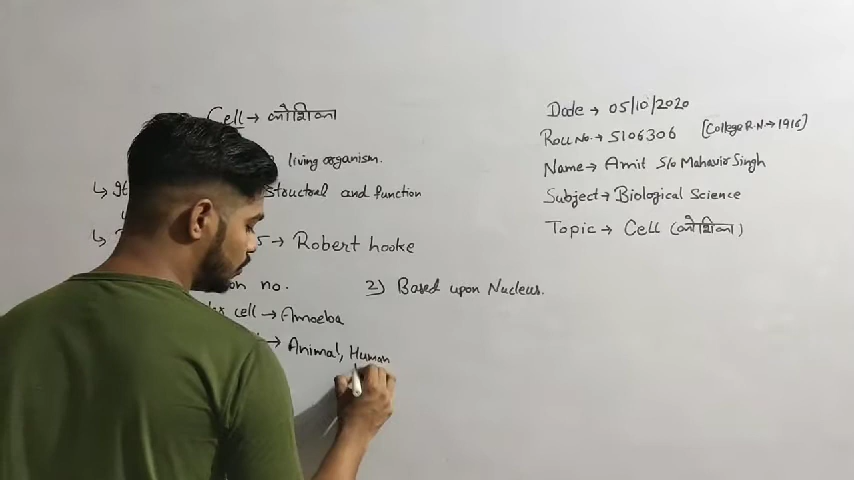 Cell → कोशिका
living organism.
↳ structural and function
↳ 5 → Robert hooke
on no.
cell → Amoeba
→ Animal, Human
2) Based upon Nucleus.
Date → 05/10/2020
Roll No. → 5106306 [College R.N. → 1916]
Name → Amit S/o Mahavir Singh
Subject → Biological Science
Topic → Cell (कोशिका)